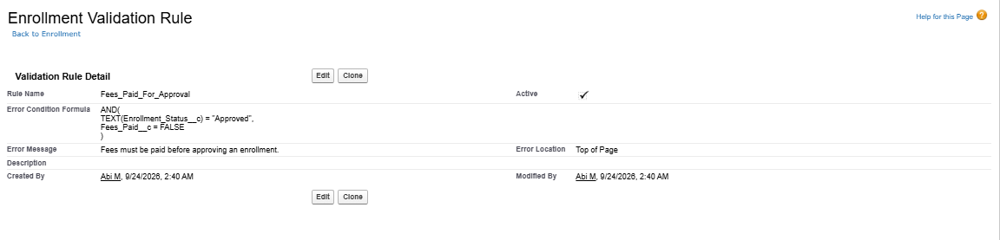 Enrollment Validation Rule
Help for this Page ?
Back to Enrollment
Validation Rule Detail
Edit Clone
Rule Name Fees_Paid_For_Approval Active ✓
Error Condition Formula AND(
TEXT(Enrollment_Status__c) = "Approved",
Fees_Paid__c = FALSE
)
Error Message Fees must be paid before approving an enrollment. Error Location Top of Page
Description
Created By Abi M, 9/24/2026, 2:40 AM Modified By Abi M, 9/24/2026, 2:40 AM
Edit Clone